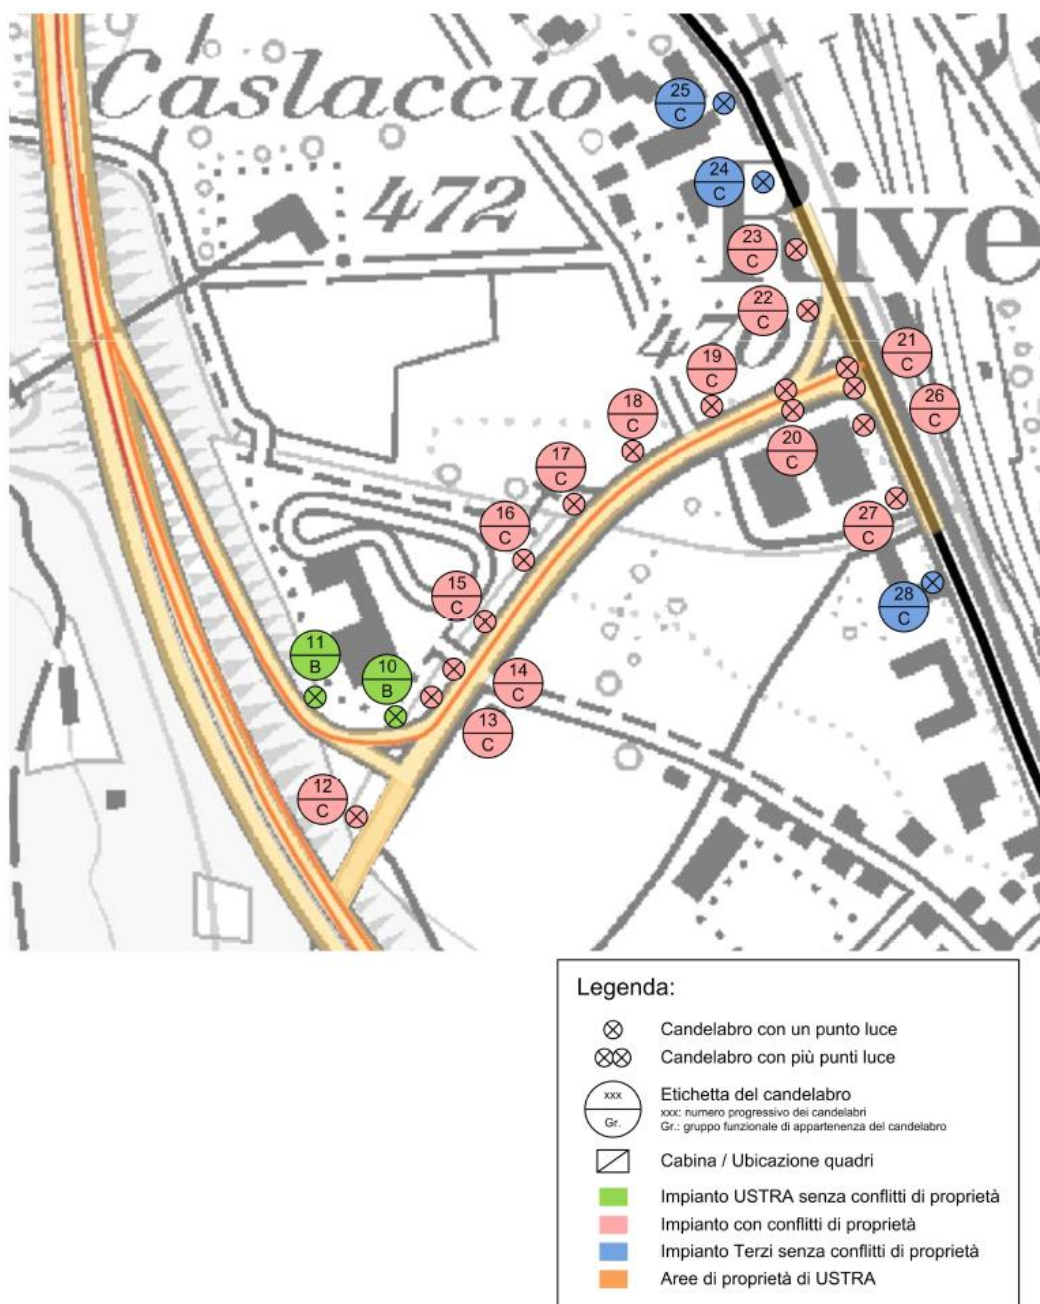 Caslaccio
25
C
472
24
C
Rive
23
C
22
C
470
21
C
19
C
18
C
26
C
20
C
17
C
16
C
27
C
15
C
28
C
11
B
10
B
14
C
13
C
12
C
Legenda:
Candelabro con un punto luce
Candelabro con più punti luce
xxx
Gr.
Etichetta del candelabro
xxx: numero progressivo dei candelabri
Gr.: gruppo funzionale di appartenenza del candelabro
Cabina / Ubicazione quadri
Impianto USTRA senza conflitti di proprietà
Impianto con conflitti di proprietà
Impianto Terzi senza conflitti di proprietà
Aree di proprietà di USTRA